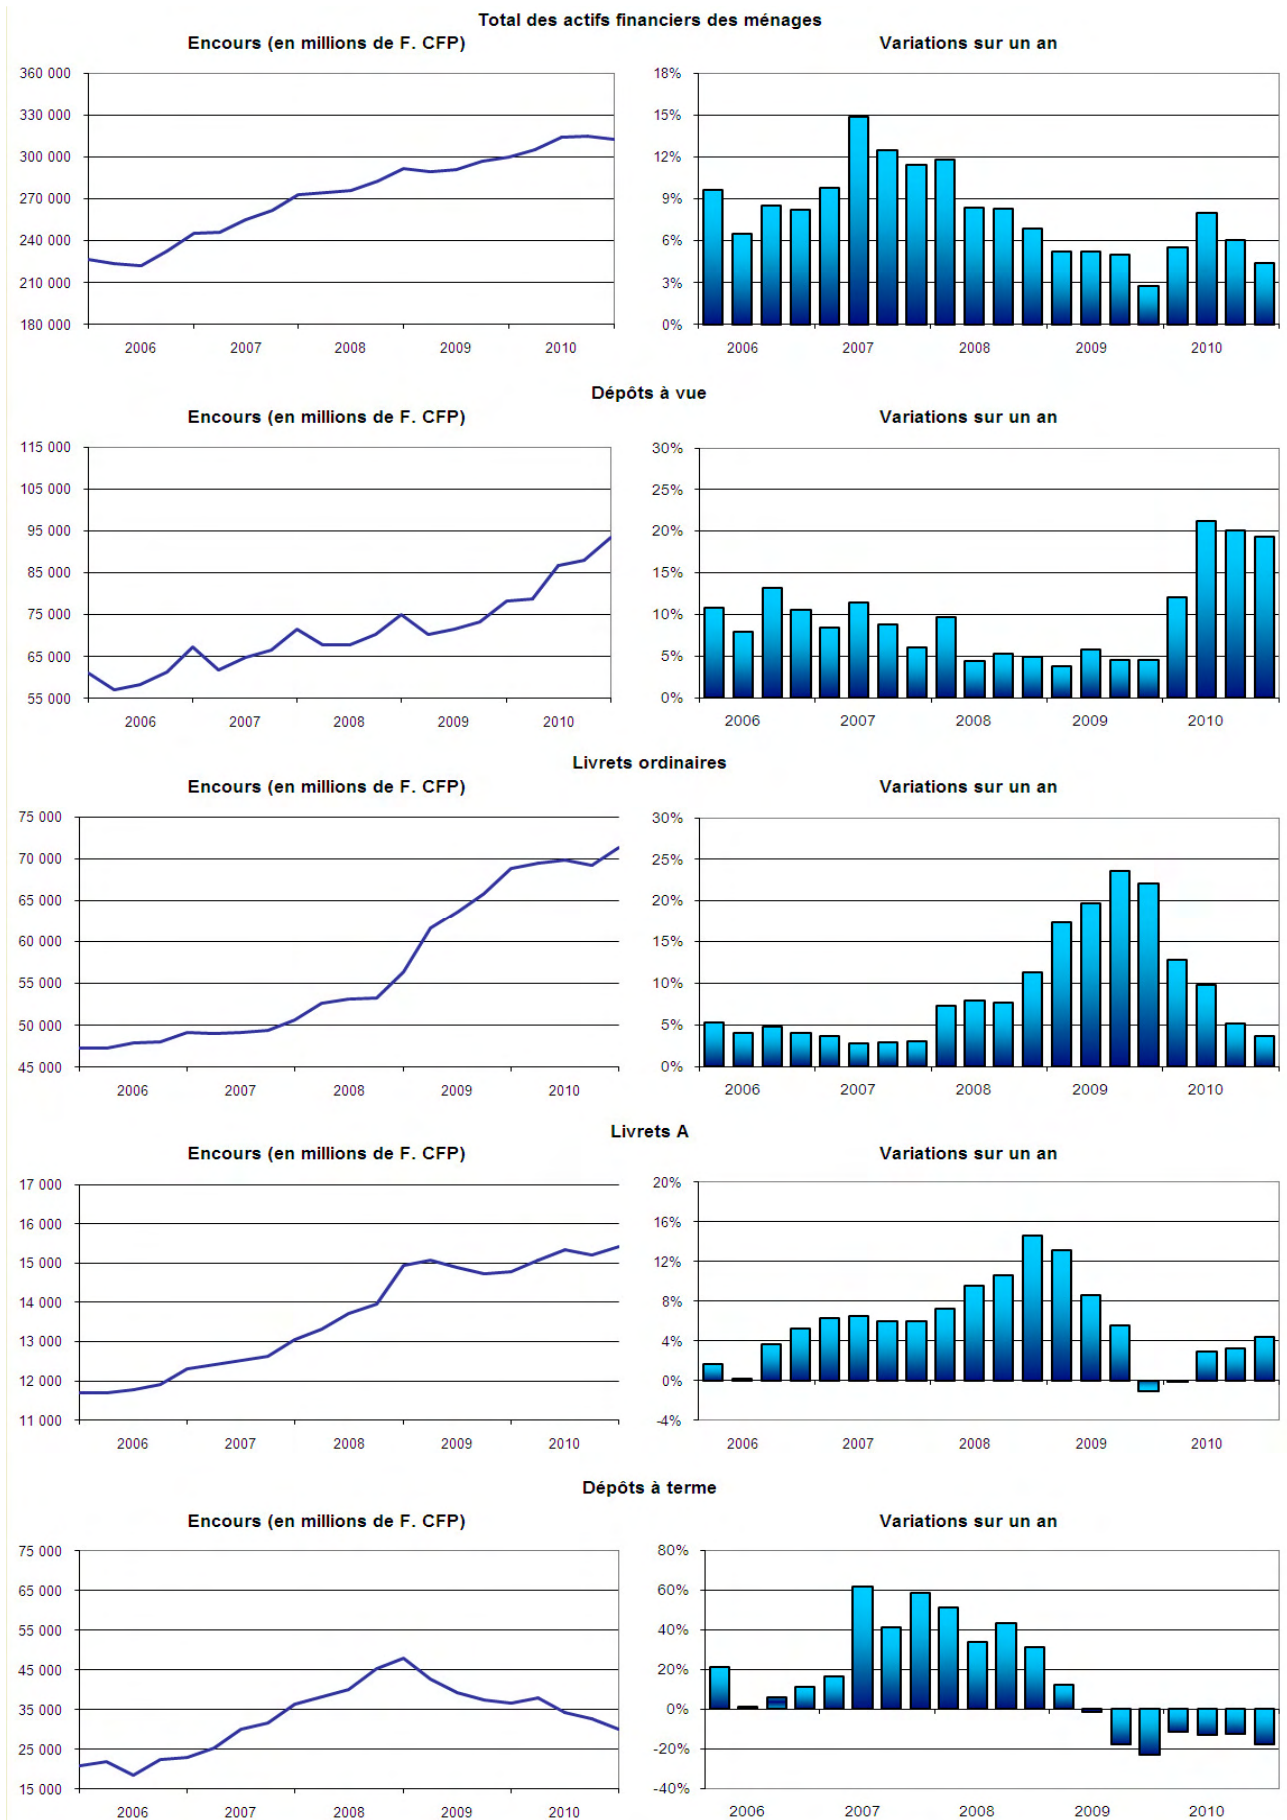 Total des actifs financiers des ménages
Encours (en millions de F. CFP)
360 000
330 000
300 000
270 000
240 000
210 000
180 000
2006 2007 2008 2009 2010
Variations sur un an
18%
15%
12%
9%
6%
3%
0%
2006 2007 2008 2009 2010
Dépôts à vue
Encours (en millions de F. CFP)
115 000
105 000
95 000
85 000
75 000
65 000
55 000
2006 2007 2008 2009 2010
Variations sur un an
30%
25%
20%
15%
10%
5%
0%
2006 2007 2008 2009 2010
Livrets ordinaires
Encours (en millions de F. CFP)
75 000
70 000
65 000
60 000
55 000
50 000
45 000
2006 2007 2008 2009 2010
Variations sur un an
30%
25%
20%
15%
10%
5%
0%
2006 2007 2008 2009 2010
Livrets A
Encours (en millions de F. CFP)
17 000
16 000
15 000
14 000
13 000
12 000
11 000
2006 2007 2008 2009 2010
Variations sur un an
20%
16%
12%
8%
4%
0%
-4%
2006 2007 2008 2009 2010
Dépôts à terme
Encours (en millions de F. CFP)
75 000
65 000
55 000
45 000
35 000
25 000
15 000
2006 2007 2008 2009 2010
Variations sur un an
80%
60%
40%
20%
0%
-20%
-40%
2006 2007 2008 2009 2010